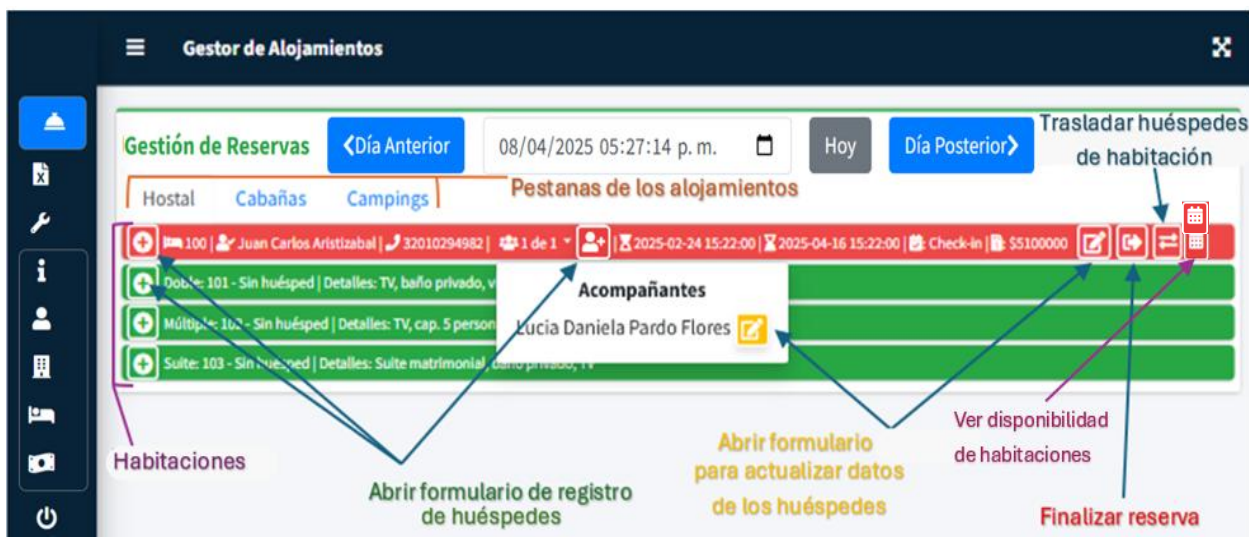 Gestor de Alojamientos
Gestión de Reservas
Día Anterior
08/04/2025 05:27:14 p. m.
Hoy
Día Posterior
Trasladar huéspedes
de habitación
Hostal Cabañas Campings
Pestanas de los alojamientos
100 | Juan Carlos Aristizabal | 32010294982 | 1 de 1 | 2025-02-24 15:22:00 | 2025-04-16 15:22:00 | Check-in | $5100000
Doble: 101 - Sin huésped | Detalles: TV, baño privado, v
Múltiple: 102 - Sin huésped | Detalles: TV, cap. 5 person
Suite: 103 - Sin huésped | Detalles: Suite matrimonial, baño privado, TV
Acompañantes
Lucia Daniela Pardo Flores
Habitaciones
Abrir formulario de registro
de huéspedes
Abrir formulario
para actualizar datos
de los huéspedes
Ver disponibilidad
de habitaciones
Finalizar reserva